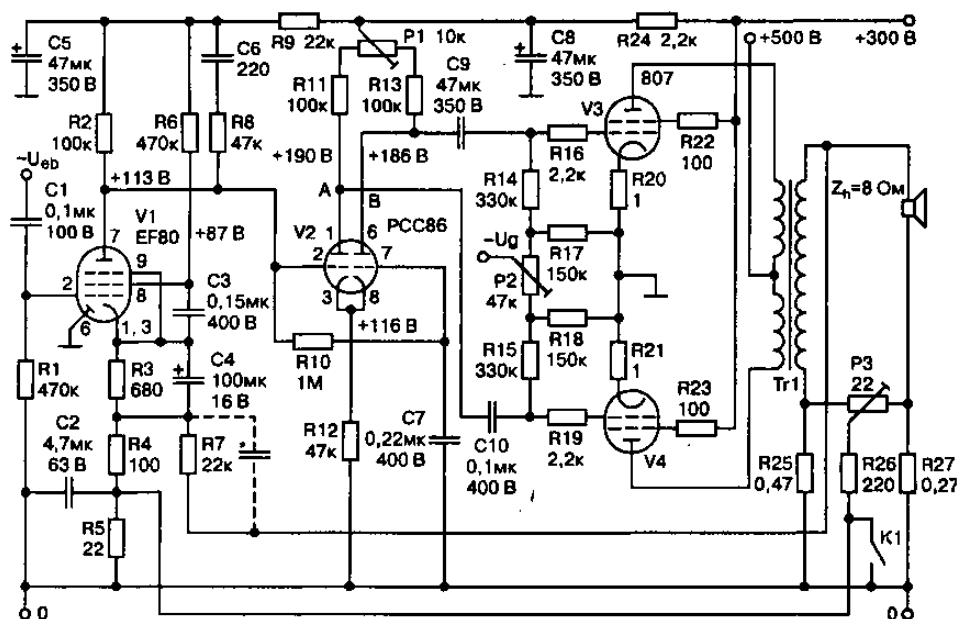 C5
47мк
350 В
R2
100к
R6
470к
C6
220
R8
47к
R9 22к
P1 10к
R11
100к
R13
100к
C9
47мк
350 В
C8
47мк
350 В
R24 2,2к
+500 В
+300 В
807
V3
R22
100
R16
2,2к
R20
1
R14
330к
-Ug
R17
150к
P2
47к
R18
150к
R15
330к
R21
1
R23
100
R19
2,2к
V4
Tr1
Zh=8 Ом
P3
22
R25
0,47
R26
220
R27
0,27
K1
0
~Ueb
C1
0,1мк
100 В
+113 В
V1
EF80
7
9
8
2
6
1, 3
+87 В
C3
0,15мк
400 В
C4
100мк
16 В
R1
470к
R3
680
C2
4,7мк
63 В
R4
100
R7
22к
R5
22
0
+190 В
+186 В
A
B
V2
PCC86
1
6
2
7
3
8
+116 В
R10
1М
R12
47к
C7
0,22мк
400 В
C10
0,1мк
400 В